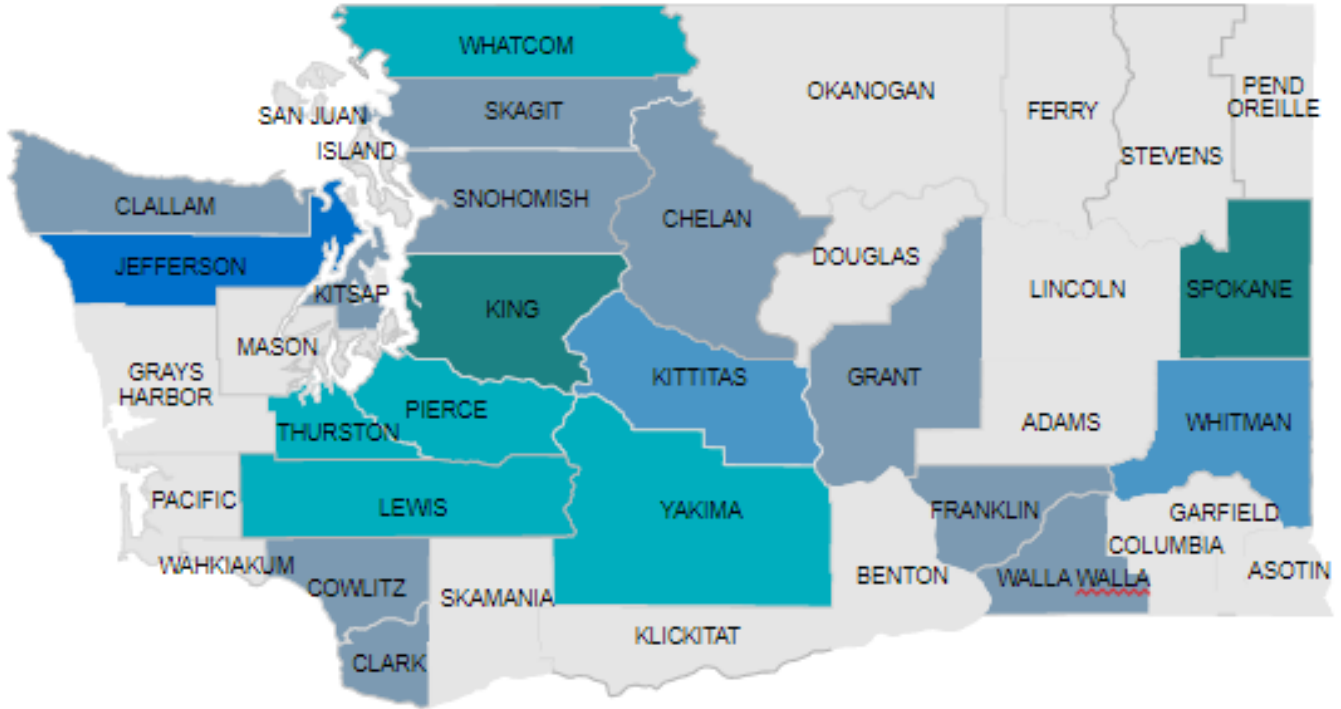 WHATCOM
OKANOGAN
PEND
OREILLE
FERRY
SKAGIT
SAN JUAN
ISLAND
STEVENS
CLALLAM
SNOHOMISH
CHELAN
DOUGLAS
JEFFERSON
KITSAP
LINCOLN
SPOKANE
KING
MASON
GRAYS
HARBOR
KITTITAS
GRANT
PIERCE
THURSTON
ADAMS
WHITMAN
PACIFIC
LEWIS
YAKIMA
FRANKLIN
GARFIELD
COLUMBIA
WAHKIAKUM
ASOTIN
COWLITZ
SKAMANIA
BENTON
WALLA WALLA
KLICKITAT
CLARK